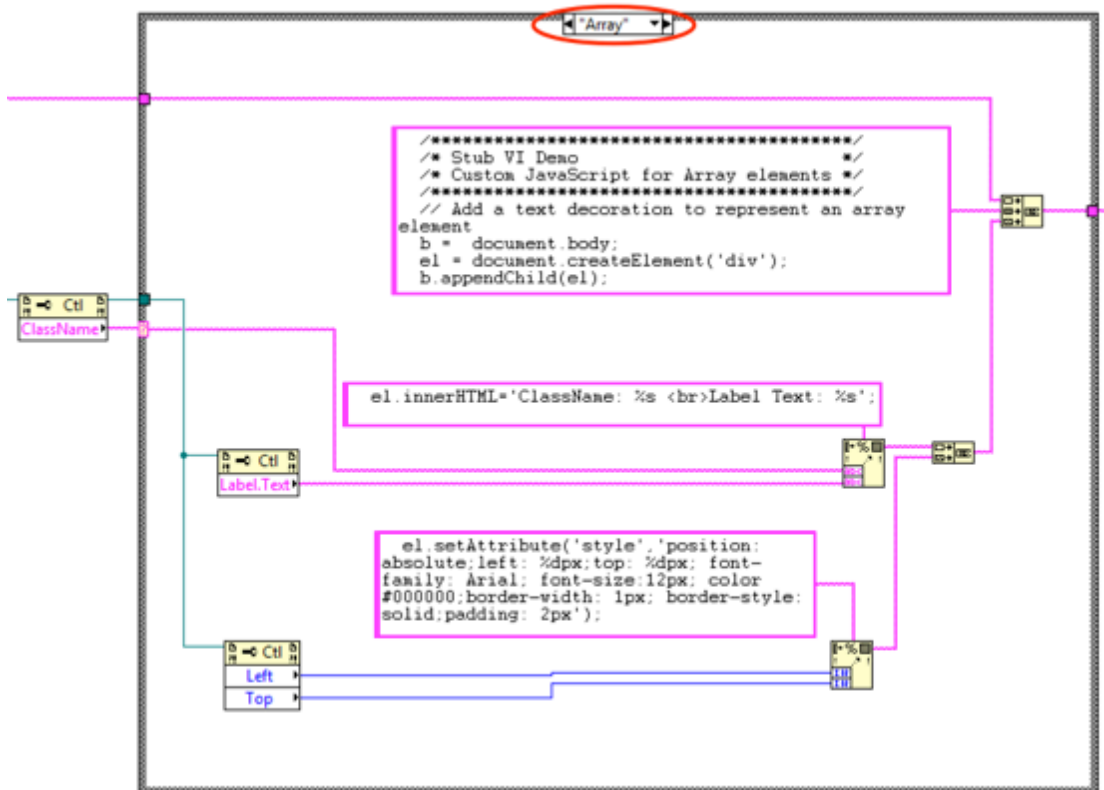 "Array"
/****************************************/
/* Stub VI Demo */
/* Custom JavaScript for Array elements */
/****************************************/
// Add a text decoration to represent an array
element
b = document.body;
el = document.createElement('div');
b.appendChild(el);
Ctl
ClassName
el.innerHTML='ClassName: %s <br>Label Text: %s';
Ctl
Label.Text
el.setAttribute('style','position:
absolute;left: %dpx;top: %dpx; font-
family: Arial; font-size:12px; color
#000000;border-width: 1px; border-style:
solid;padding: 2px');
Ctl
Left
Top